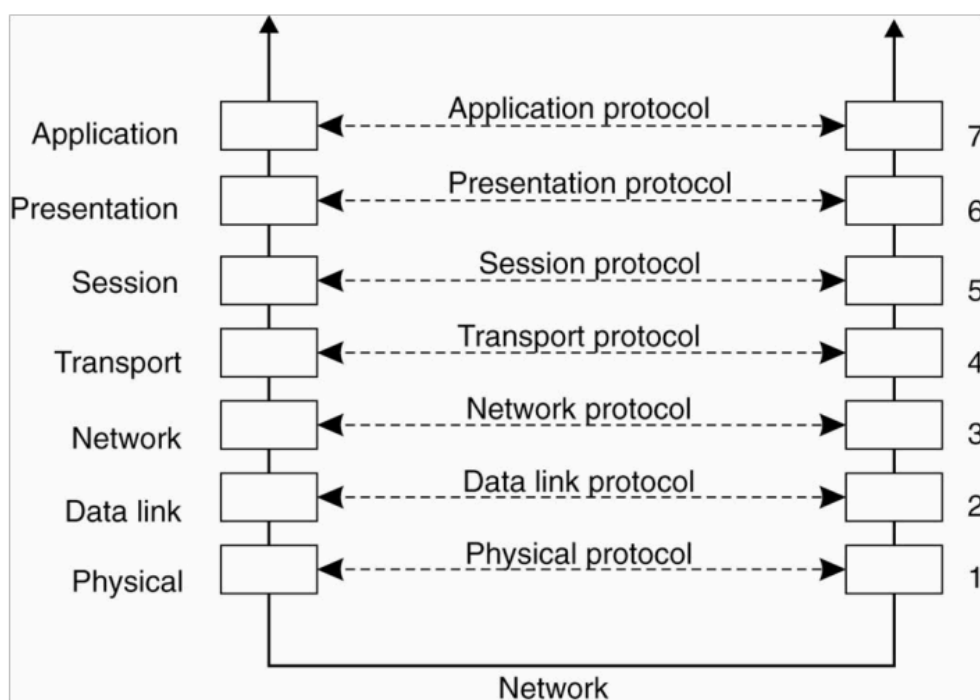 Application protocol
Application 7
Presentation protocol
Presentation 6
Session protocol
Session 5
Transport protocol
Transport 4
Network protocol
Network 3
Data link protocol
Data link 2
Physical protocol
Physical 1
Network